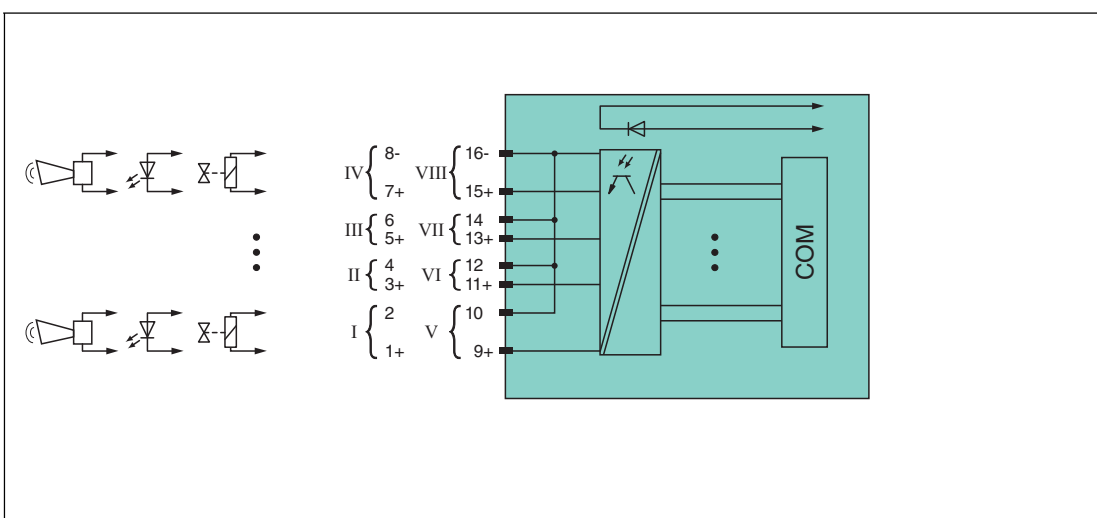 IV 8- VIII 16-
7+ 15+
III 6 VII 14
5+ 13+
II 4 VI 12
3+ 11+
I 2 V 10
1+ 9+
COM